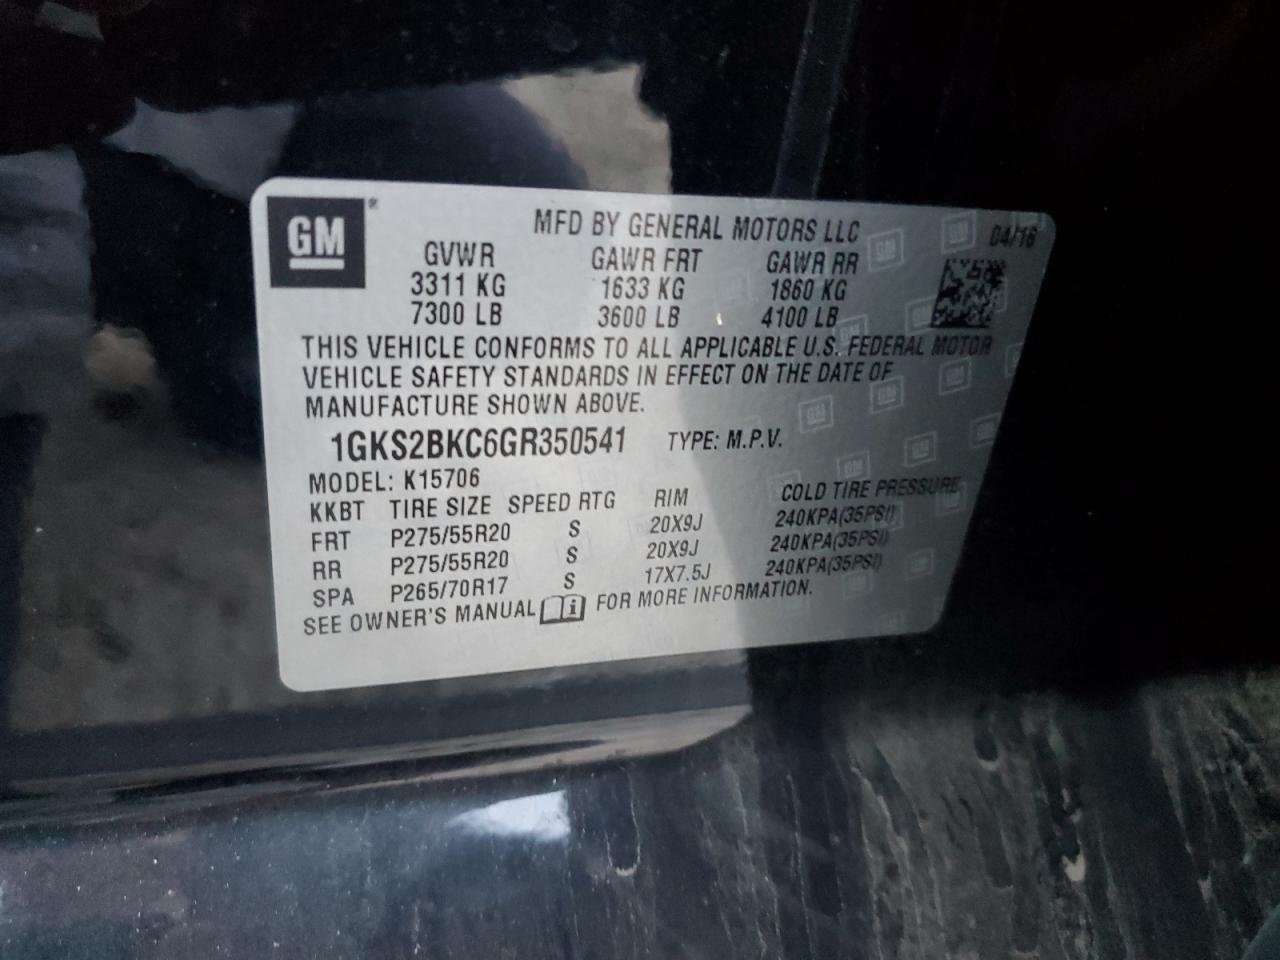 GM®
MFD BY GENERAL MOTORS LLC 04/16
GVWR GAWR FRT GAWR RR
3311 KG 1633 KG 1860 KG
7300 LB 3600 LB 4100 LB
THIS VEHICLE CONFORMS TO ALL APPLICABLE U.S. FEDERAL MOTOR
VEHICLE SAFETY STANDARDS IN EFFECT ON THE DATE OF
MANUFACTURE SHOWN ABOVE.
1GKS2BKC6GR350541 TYPE: M.P.V.
MODEL: K15706
KKBT TIRE SIZE SPEED RTG RIM COLD TIRE PRESSURE
FRT P275/55R20 S 20X9J 240KPA(35PSI)
RR P275/55R20 S 20X9J 240KPA(35PSI)
SPA P265/70R17 S 17X7.5J 240KPA(35PSI)
SEE OWNER'S MANUAL i FOR MORE INFORMATION.